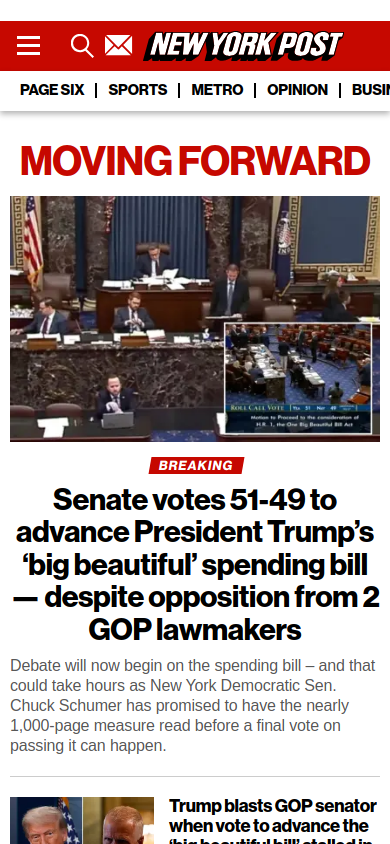 NEW YORK POST
PAGE SIX | SPORTS | METRO | OPINION | BUSIN
MOVING FORWARD
ROLL CALL VOTE Yes 51 No 49
Motion to Proceed to the consideration of
H.R. 1, the One Big Beautiful Bill Act
BREAKING
Senate votes 51-49 to
advance President Trump’s
‘big beautiful’ spending bill
— despite opposition from 2
GOP lawmakers
Debate will now begin on the spending bill – and that
could take hours as New York Democratic Sen.
Chuck Schumer has promised to have the nearly
1,000-page measure read before a final vote on
passing it can happen.
Trump blasts GOP senator
when vote to advance the
‘big beautiful bill’ stalled in